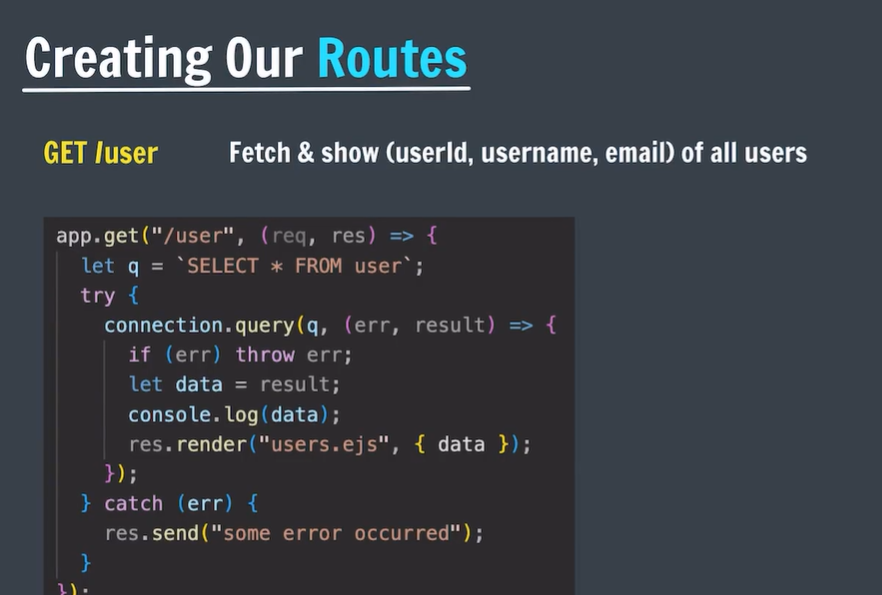 Creating Our Routes
GET /user Fetch & show (userId, username, email) of all users
app.get("/user", (req, res) => {
  let q = `SELECT * FROM user`;
  try {
    connection.query(q, (err, result) => {
      if (err) throw err;
      let data = result;
      console.log(data);
      res.render("users.ejs", { data });
    });
  } catch (err) {
    res.send("some error occurred");
  }
});